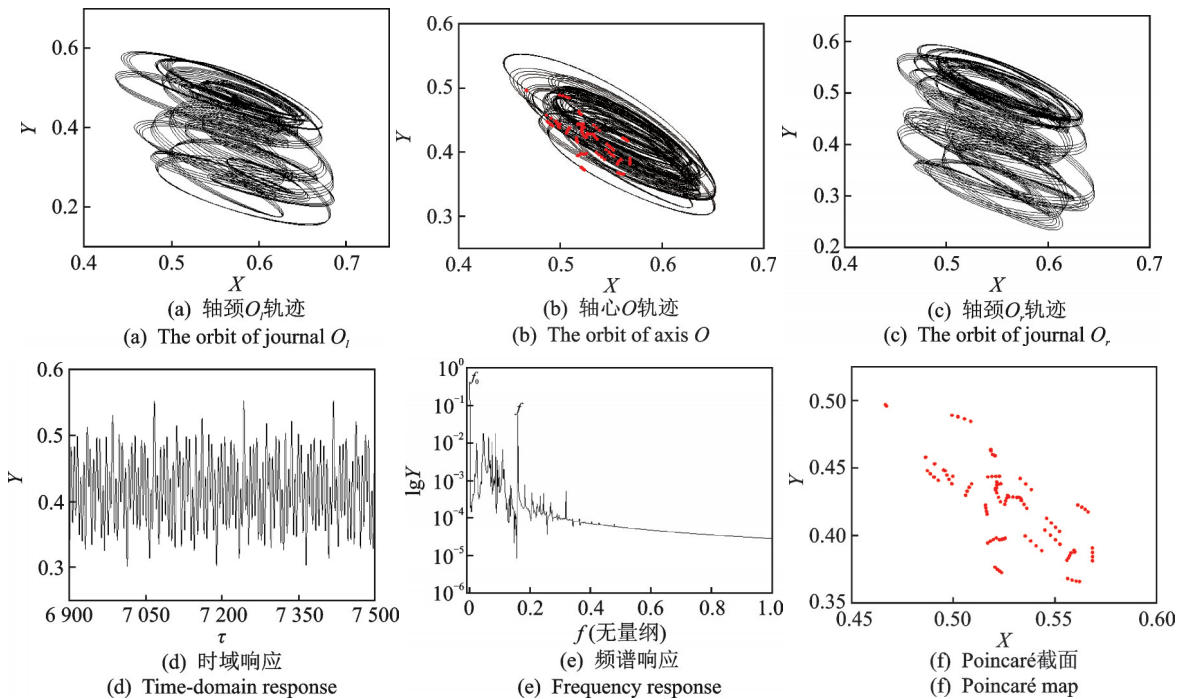 0.6
0.4
0.2
0.4
0.5
0.6
0.7
Y
X
(a) 轴颈Oₗ轨迹
(a) The orbit of journal Oₗ
0.6
0.5
0.4
0.3
0.4
0.5
0.6
0.7
Y
X
(b) 轴心O轨迹
(b) The orbit of axis O
0.6
0.5
0.4
0.3
0.2
0.4
0.5
0.6
0.7
Y
X
(c) 轴颈Oᵣ轨迹
(c) The orbit of journal Oᵣ
0.6
0.5
0.4
0.3
6 900
7 050
7 200
7 350
7 500
Y
τ
(d) 时域响应
(d) Time-domain response
10⁰
10⁻¹
10⁻²
10⁻³
10⁻⁴
10⁻⁵
10⁻⁶
0
0.2
0.4
0.6
0.8
1.0
lgY
f₀
f
f (无量纲)
(e) 频谱响应
(e) Frequency response
0.50
0.45
0.40
0.35
0.45
0.50
0.55
0.60
Y
X
(f) Poincaré截面
(f) Poincaré map